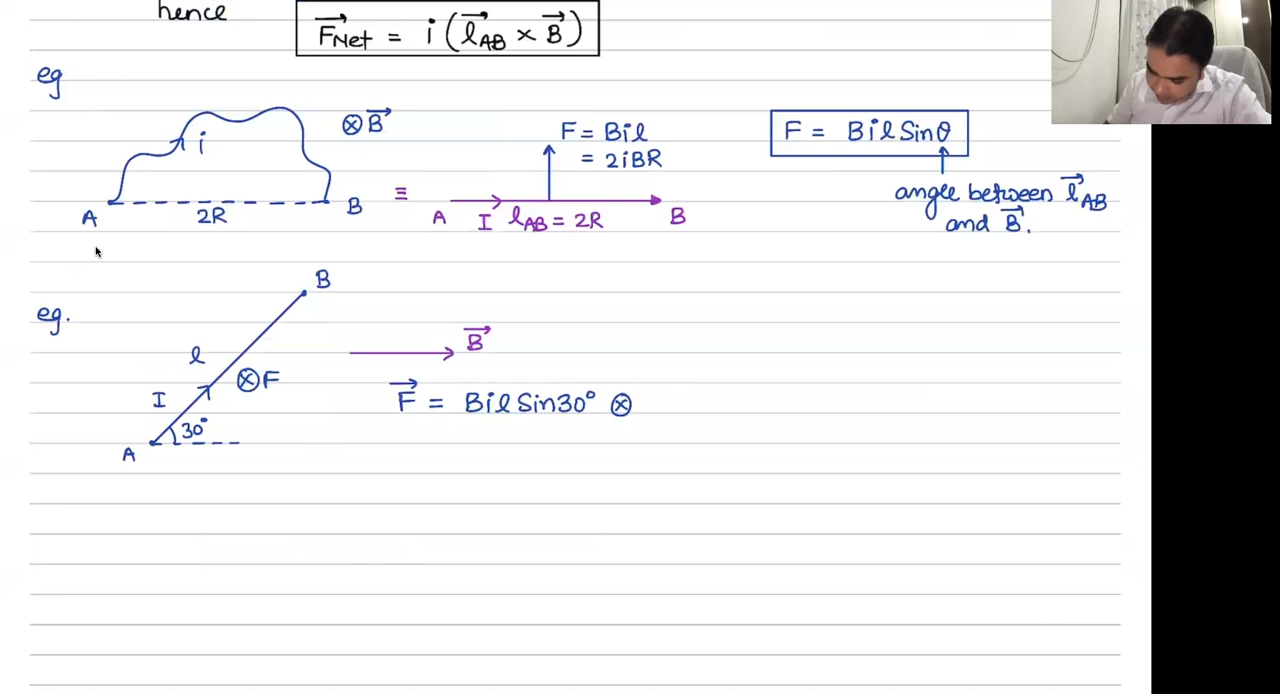 hence
F⃗Net = i (l⃗AB × B⃗)
eg
i
⊗ B⃗
A
2R
B
≡
F = Bil
= 2iBR
A I lAB = 2R B
F = BilSinθ
angle between l⃗AB
and B⃗.
eg.
B
l
I
⊗F
30°
A
B⃗
F⃗ = BilSin30° ⊗